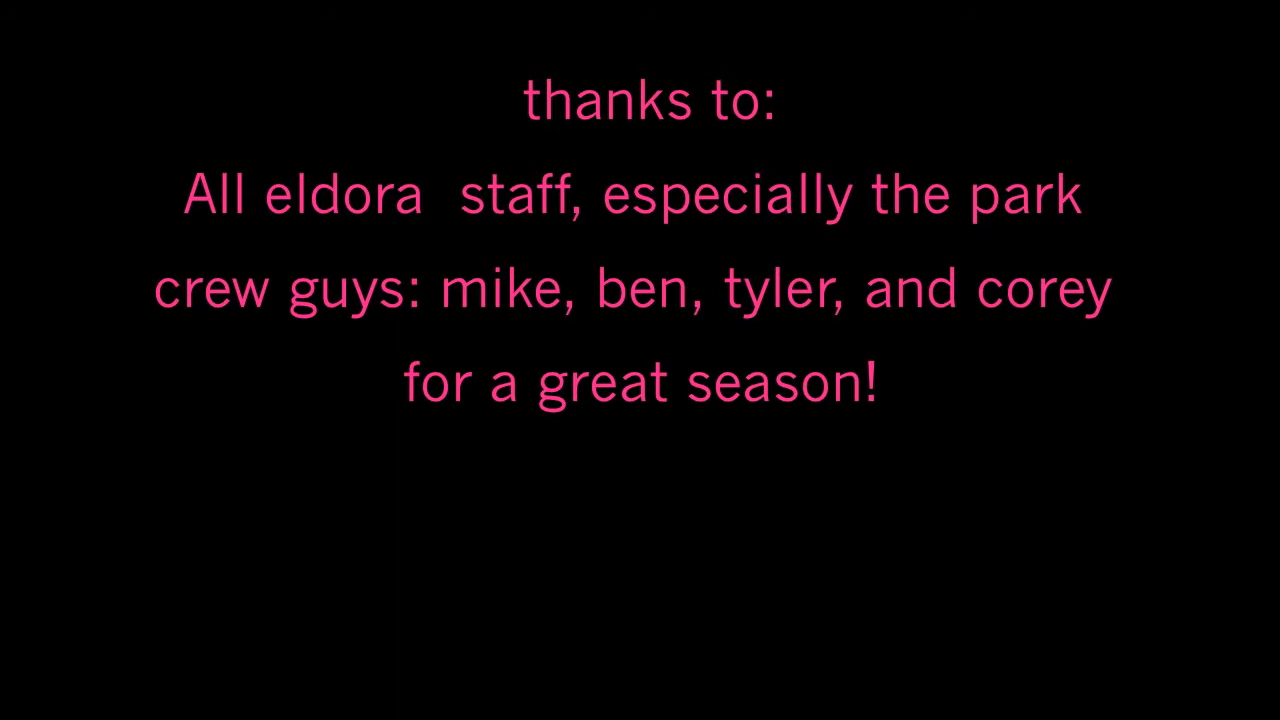 thanks to:
All eldora  staff, especially the park
crew guys: mike, ben, tyler, and corey
for a great season!